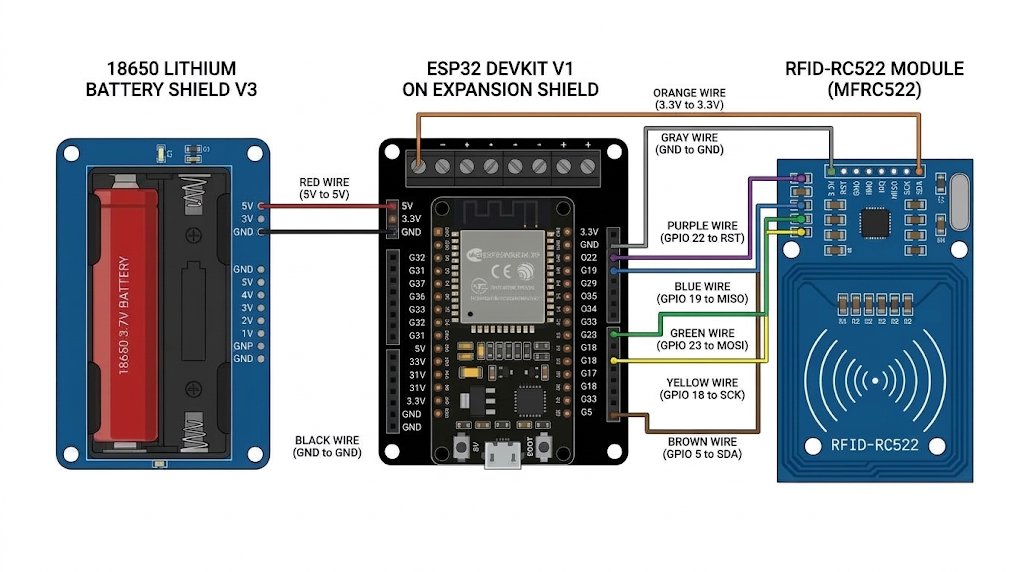 18650 LITHIUM
BATTERY SHIELD V3
ESP32 DEVKIT V1
ON EXPANSION SHIELD
RFID-RC522 MODULE
(MFRC522)
ORANGE WIRE
(3.3V to 3.3V)
GRAY WIRE
(GND to GND)
RED WIRE
(5V to 5V)
PURPLE WIRE
(GPIO 22 to RST)
BLUE WIRE
(GPIO 19 to MISO)
GREEN WIRE
(GPIO 23 to MOSI)
YELLOW WIRE
(GPIO 18 to SCK)
BROWN WIRE
(GPIO 5 to SDA)
BLACK WIRE
(GND to GND)
18650 3.7V BATTERY
5V
3V
GND
GND
5V
4V
3V
2V
1V
GNP
GND
5V
3.3V
GND
G32
G31
G37
G36
G33
G32
G31
5V
33V
31V
31V
3.3V
GND
GND
3.3V
GND
O22
G19
G29
O35
G34
G33
G23
G18
G18
G17
G18
G33
G5
BOOT
RST
GND
IRQ
MISO
SCK
SDA
R2
R2
R2
R2
RFID-RC522